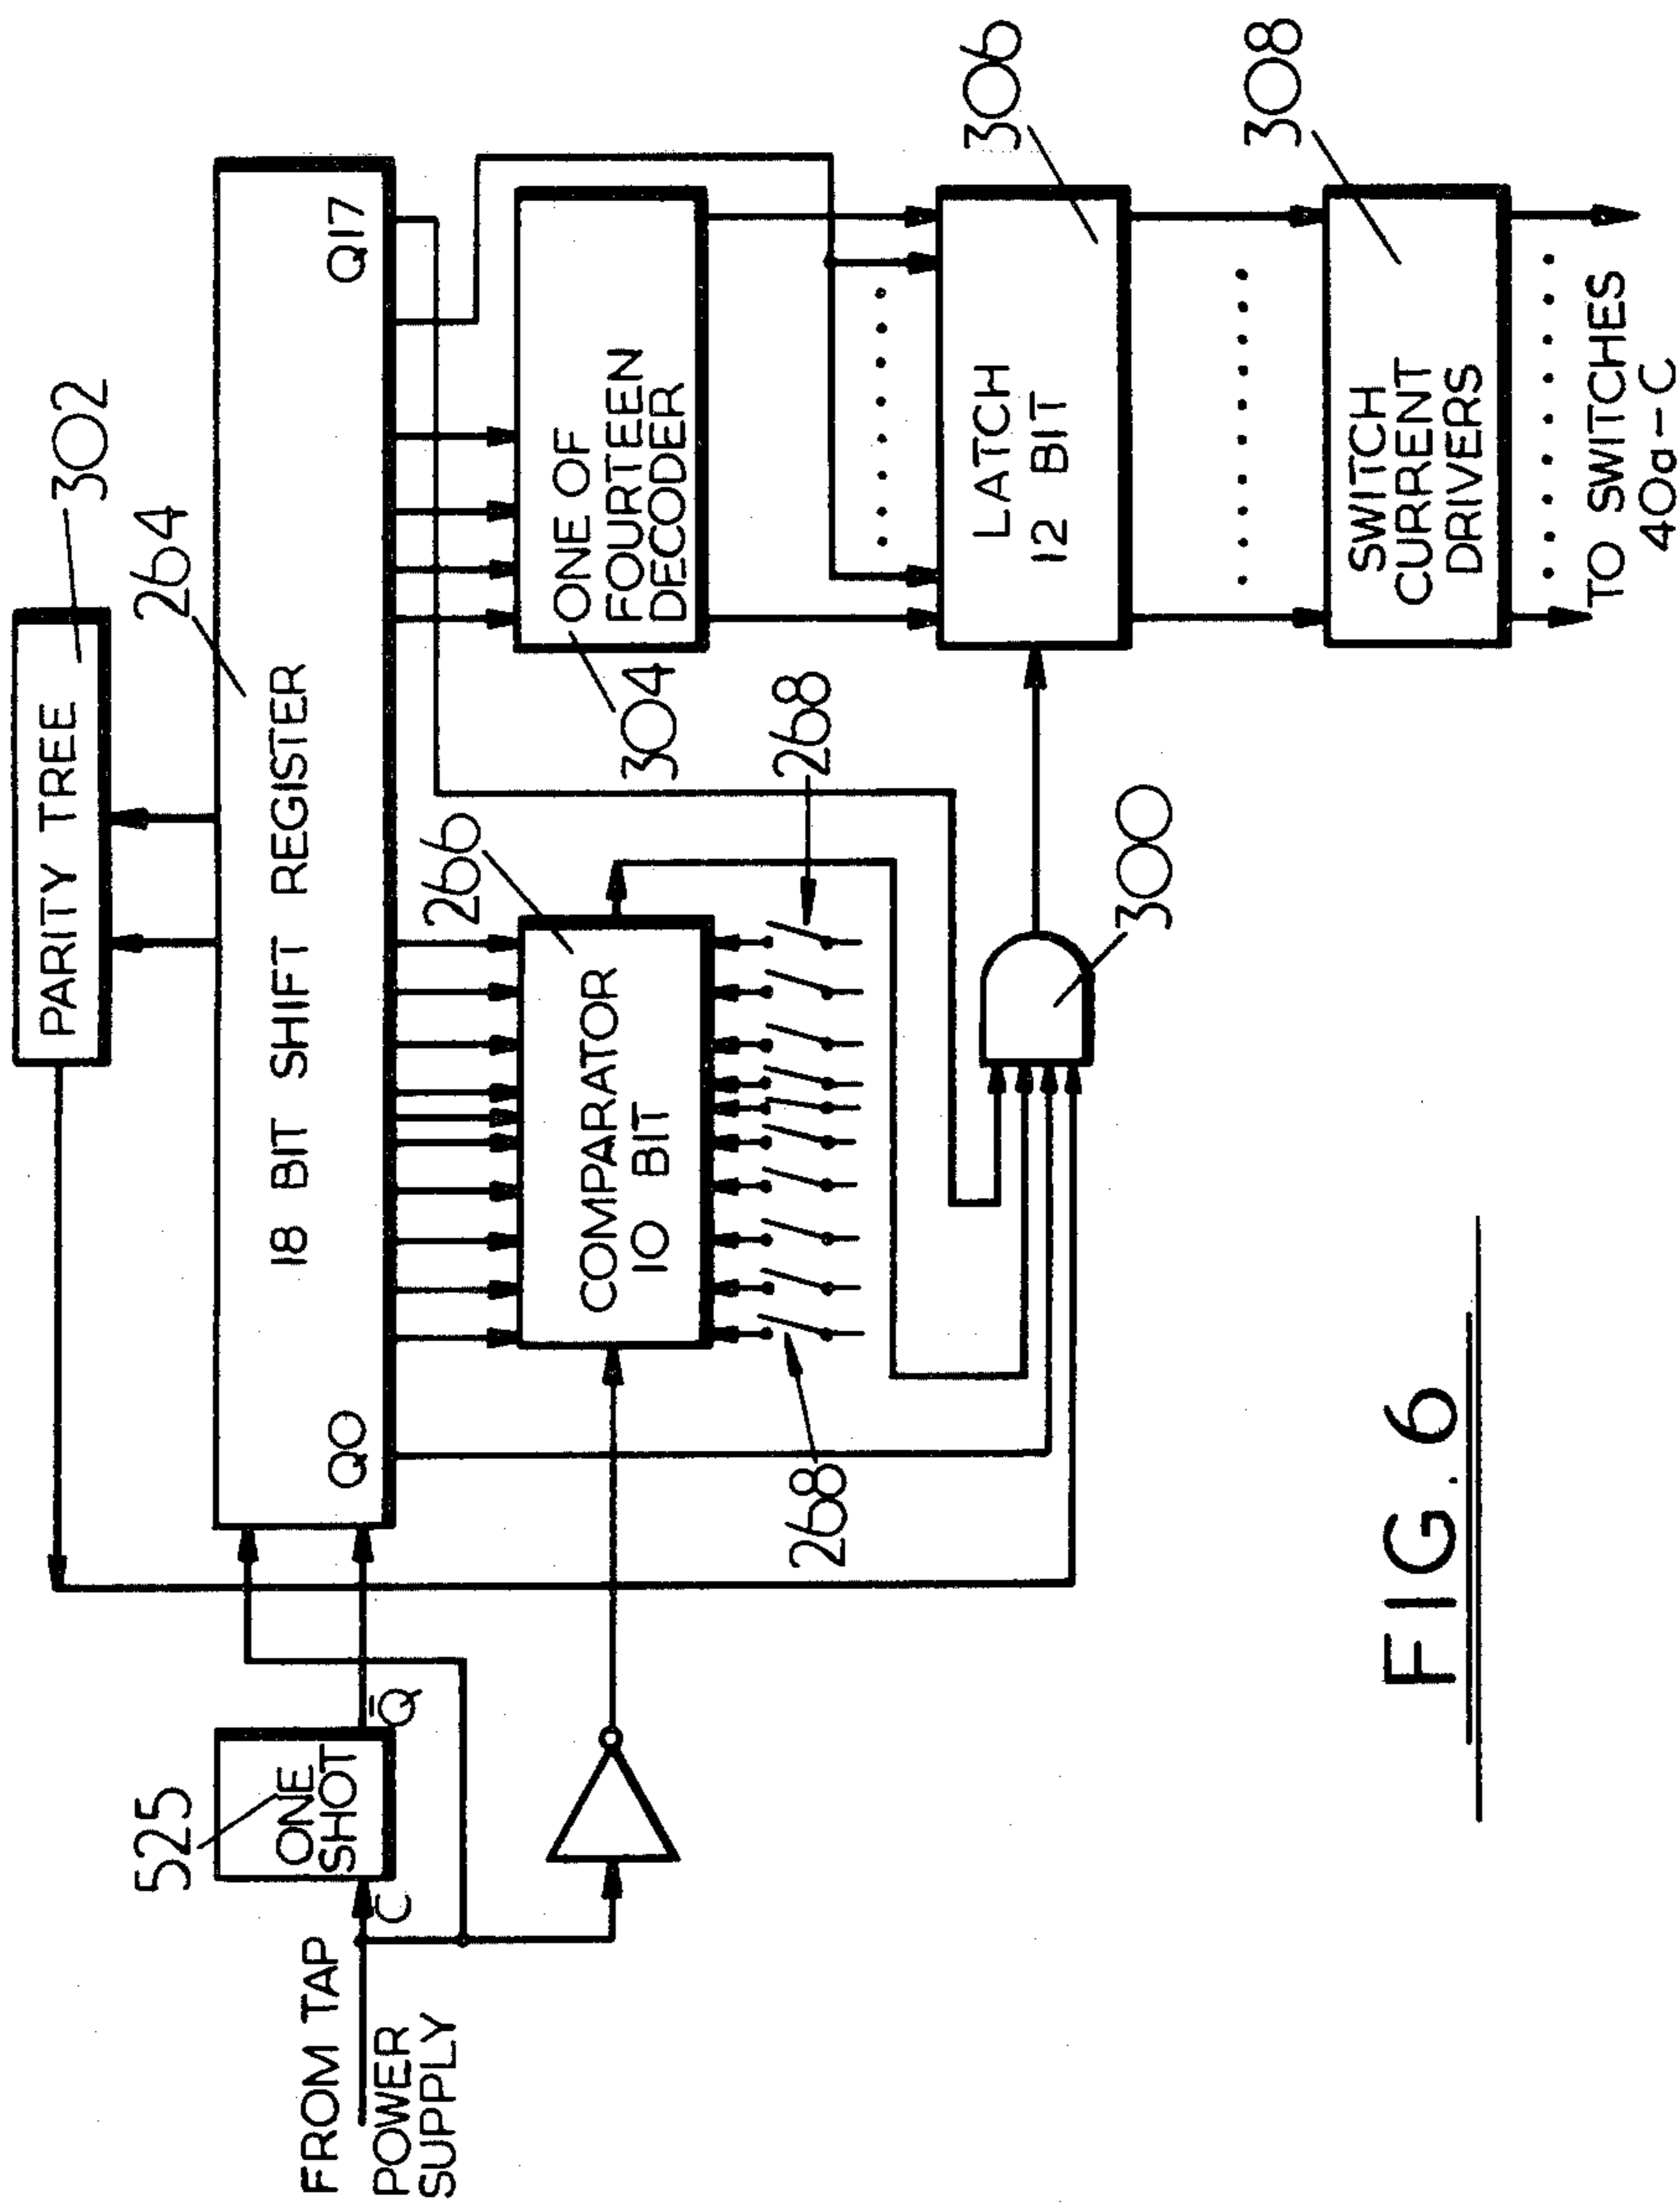 PARITY TREE
302
264
18 BIT SHIFT REGISTER
Q0
Q17
525
ONE
SHOT
C
Q̄
FROM TAP
POWER
SUPPLY
266
COMPARATOR
10 BIT
268
268
304
ONE OF
FOURTEEN
DECODER
300
LATCH
12 BIT
306
SWITCH
CURRENT
DRIVERS
308
TO SWITCHES
40a-C
FIG. 6